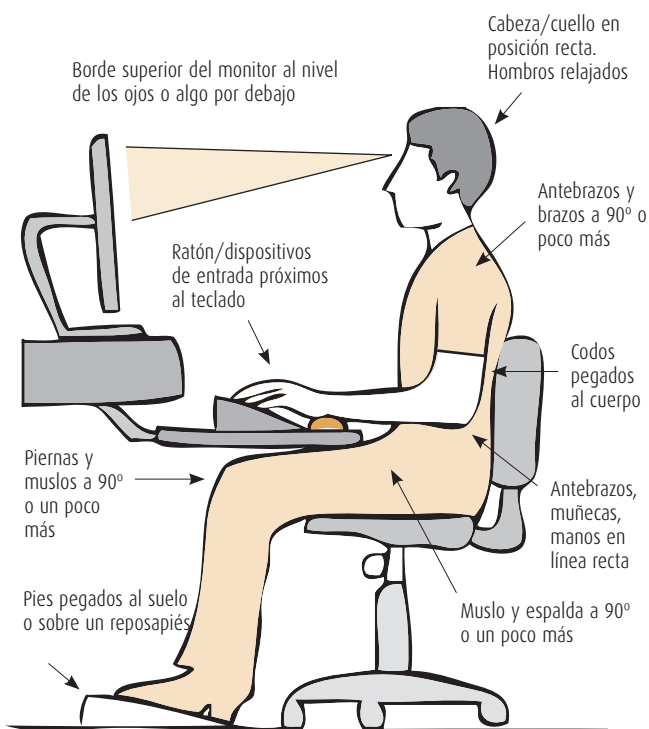 Cabeza/cuello en
posición recta.
Hombros relajados
Borde superior del monitor al nivel
de los ojos o algo por debajo
Antebrazos y
brazos a 90º o
poco más
Ratón/dispositivos
de entrada próximos
al teclado
Codos
pegados
al cuerpo
Piernas y
muslos a 90º
o un poco
más
Antebrazos,
muñecas,
manos en
línea recta
Pies pegados al suelo
o sobre un reposapiés
Muslo y espalda a 90º
o un poco más